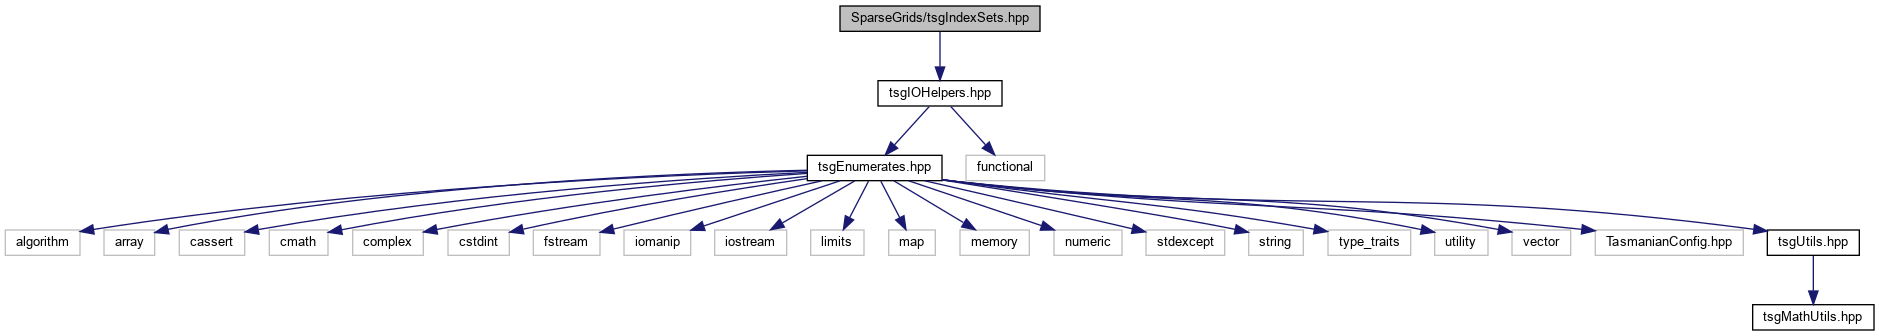 SparseGrids/tsgIndexSets.hpp
tsgIOHelpers.hpp
tsgEnumerates.hpp
functional
algorithm
array
cassert
cmath
complex
cstdint
fstream
iomanip
iostream
limits
map
memory
numeric
stdexcept
string
type_traits
utility
vector
TasmanianConfig.hpp
tsgUtils.hpp
tsgMathUtils.hpp